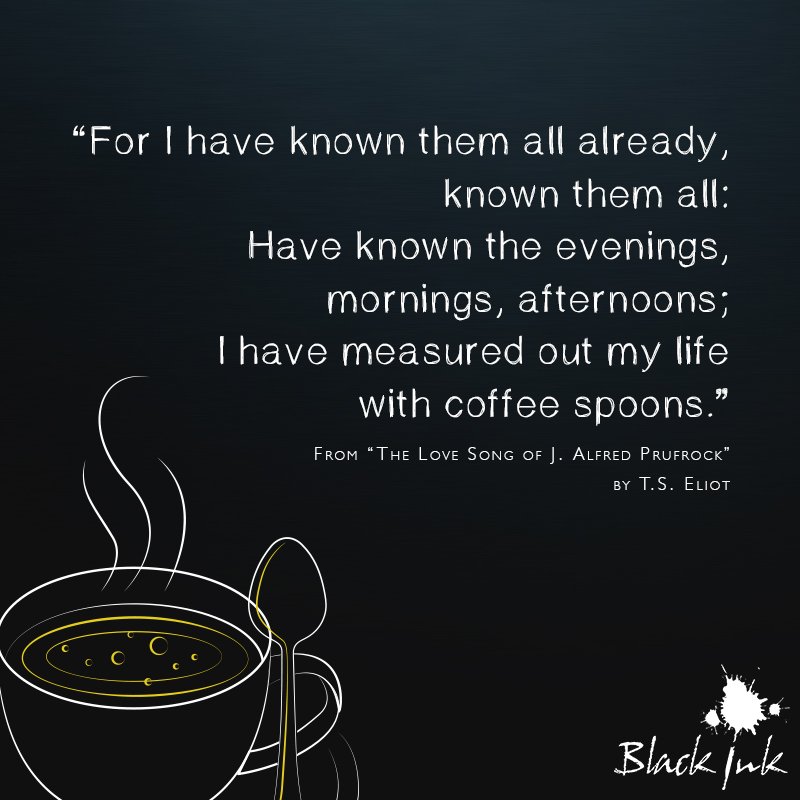 “For I have known them all already,
known them all:
Have known the evenings,
mornings, afternoons;
I have measured out my life
with coffee spoons.”
From “The Love Song of J. Alfred Prufrock”
by T.S. Eliot
Black Ink